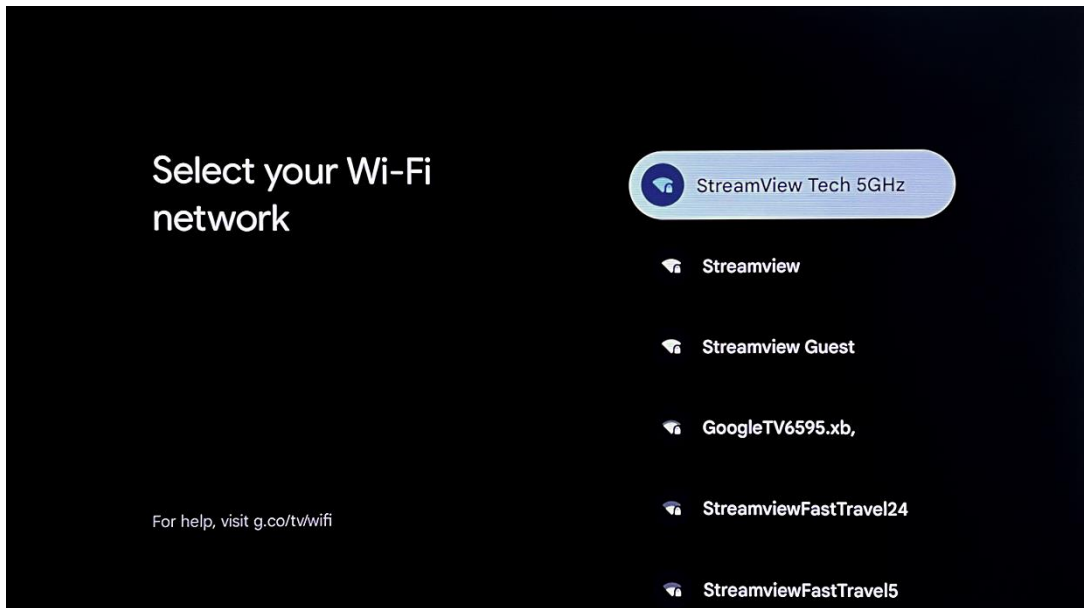 Select your Wi-Fi
network
StreamView Tech 5GHz
Streamview
Streamview Guest
GoogleTV6595.xb,
StreamviewFastTravel24
StreamviewFastTravel5
For help, visit g.co/tv/wifi